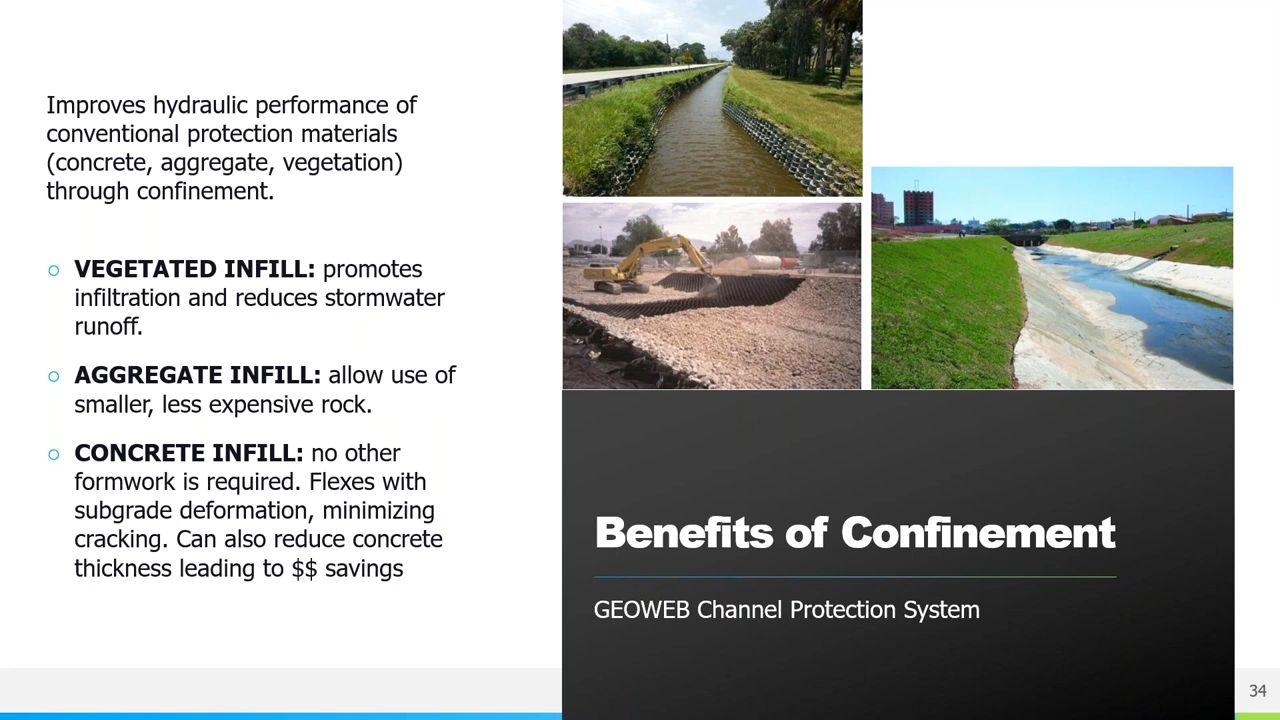 Improves hydraulic performance of
conventional protection materials
(concrete, aggregate, vegetation)
through confinement.
○ VEGETATED INFILL: promotes
infiltration and reduces stormwater
runoff.
○ AGGREGATE INFILL: allow use of
smaller, less expensive rock.
○ CONCRETE INFILL: no other
formwork is required. Flexes with
subgrade deformation, minimizing
cracking. Can also reduce concrete
thickness leading to $$ savings
Benefits of Confinement
GEOWEB Channel Protection System
34